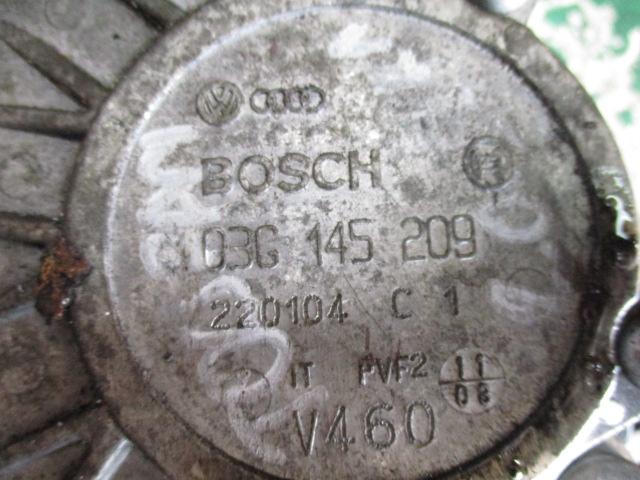 BOSCH
03G 145 209
220104 C 1
IT PVF2 11 08
V460